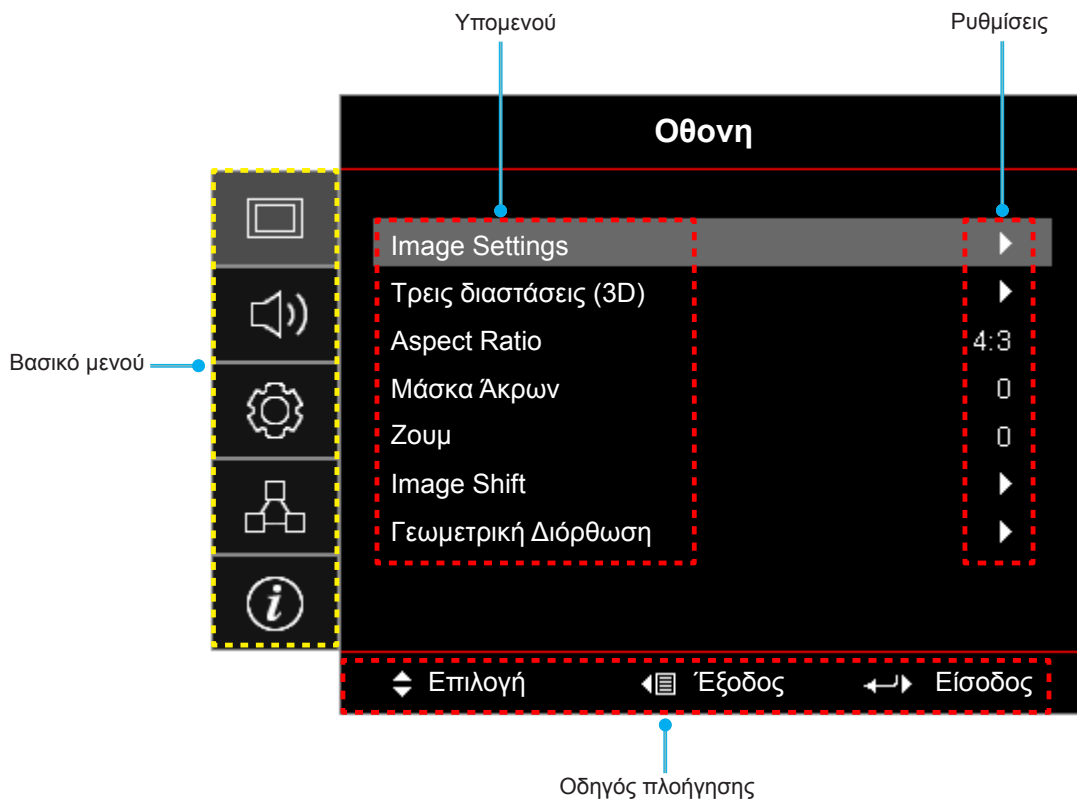 Υπομενού
Ρυθμίσεις
Οθονη
Image Settings
Τρεις διαστάσεις (3D)
Aspect Ratio 4:3
Μάσκα Άκρων 0
Ζουμ 0
Image Shift
Γεωμετρική Διόρθωση
Βασικό μενού
Επιλογή Έξοδος Είσοδος
Οδηγός πλοήγησης